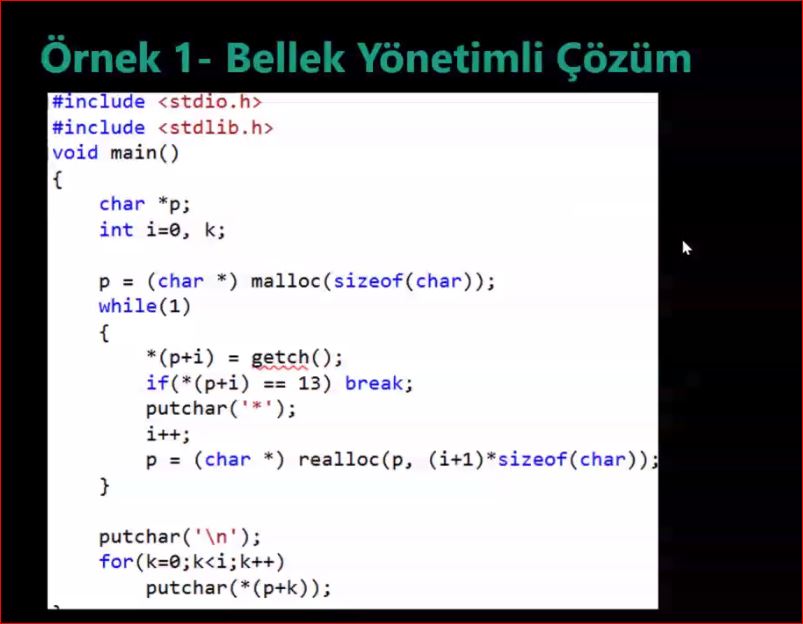 Örnek 1- Bellek Yönetimli Çözüm
#include <stdio.h>
#include <stdlib.h>
void main()
{
    char *p;
    int i=0, k;

    p = (char *) malloc(sizeof(char));
    while(1)
    {
        *(p+i) = getch();
        if(*(p+i) == 13) break;
        putchar('*');
        i++;
        p = (char *) realloc(p, (i+1)*sizeof(char));
    }

    putchar('\n');
    for(k=0;k<i;k++)
        putchar(*(p+k));
}